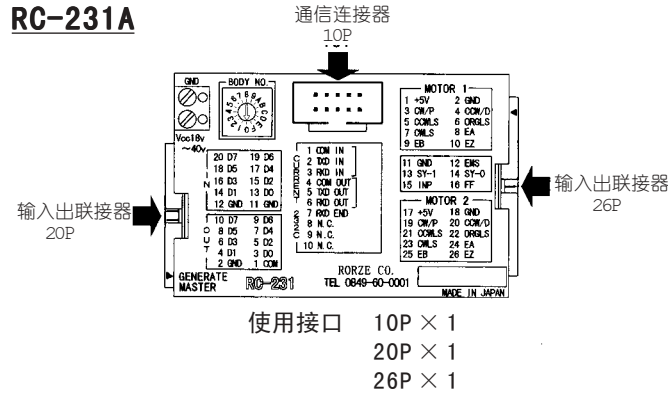 RC-231A
通信连接器
10P
GND
BODY NO.
Vcc18v
～40v
MOTOR 1
1 +5V 2 GND
3 CW/P 4 CCW/D
5 CCWLS 6 ORGLS
7 CWLS 8 EA
9 EB 10 EZ
11 GND 12 EMS
13 SY-1 14 SY-O
15 INP 16 FF
MOTOR 2
17 +5V 18 GND
19 CW/P 20 CCW/D
21 CCWLS 22 ORGLS
23 CWLS 24 EA
25 EB 26 EZ
20 D7 19 D6
18 D5 17 D4
16 D3 15 D2
14 D1 13 D0
12 GND 11 GND
IN
10 D7 9 D6
8 D5 7 D4
6 D3 5 D2
4 D1 3 D0
2 GND 1 COM
OUT
1 COM IN
2 TXD IN
3 RXD IN
4 COM OUT
5 TXD OUT
6 RXD OUT
7 RXD END
8 N.C.
9 N.C.
10 N.C.
CURRENT 232C
输入出联接器
20P
输入出联接器
26P
GENERATE
MASTER
RC-231
RORZE CO.
TEL 0849-60-0001
MADE IN JAPAN
使用接口 10P × 1
20P × 1
26P × 1